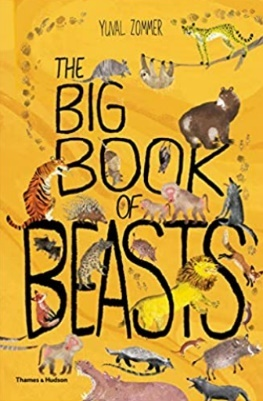 YUVAL ZOMMER
THE
BIG
BOOK
OF
BEASTS
Thames & Hudson